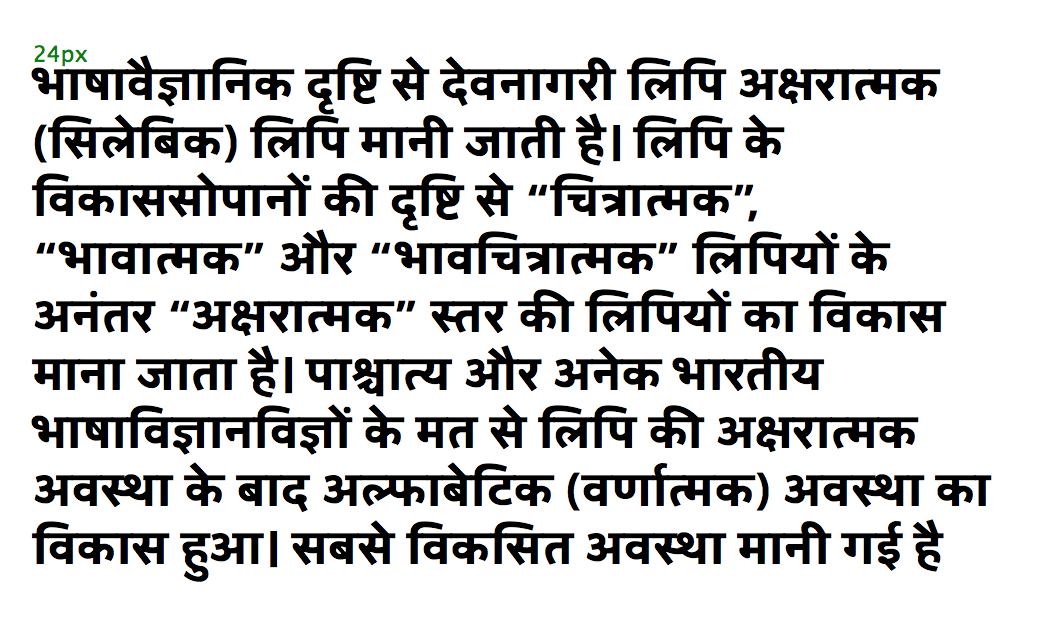 24px
भाषावैज्ञानिक दृष्टि से देवनागरी लिपि अक्षरात्मक
(सिलेबिक) लिपि मानी जाती है। लिपि के
विकाससोपानों की दृष्टि से “चित्रात्मक”,
“भावात्मक” और “भावचित्रात्मक” लिपियों के
अनंतर “अक्षरात्मक” स्तर की लिपियों का विकास
माना जाता है। पाश्चात्य और अनेक भारतीय
भाषाविज्ञानविज्ञों के मत से लिपि की अक्षरात्मक
अवस्था के बाद अल्फाबेटिक (वर्णात्मक) अवस्था का
विकास हुआ। सबसे विकसित अवस्था मानी गई है